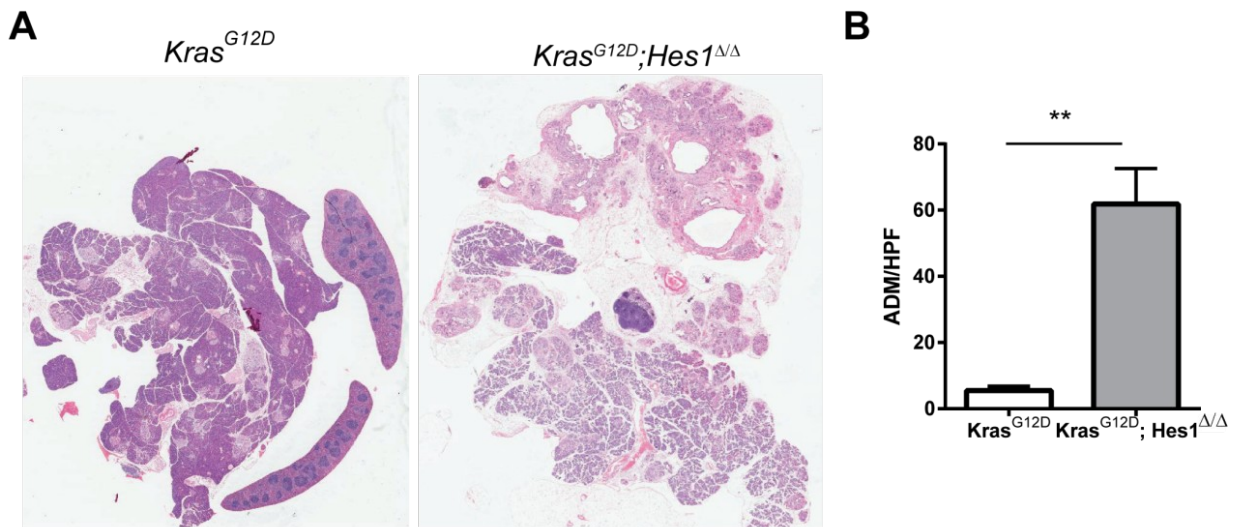 A
Kras^G12D
Kras^G12D;Hes1^Δ/Δ
B
**
ADM/HPF
80
60
40
20
0
Kras^G12D
Kras^G12D; Hes1^Δ/Δ